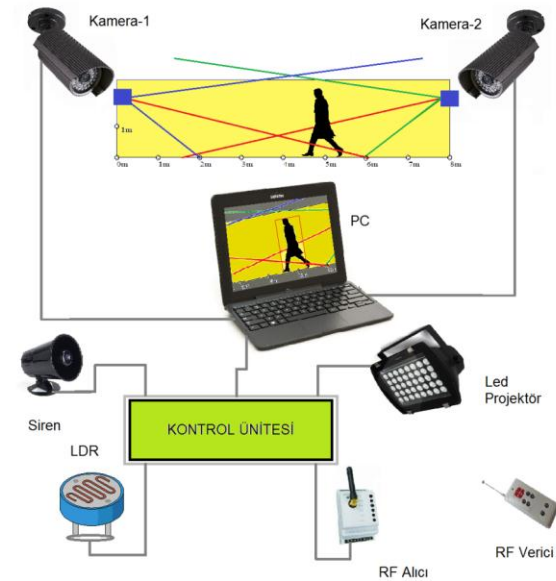 Kamera-1
Kamera-2
1m
0m 1m 2m 3m 4m 5m 6m 7m 8m
PC
Siren
Led
Projektör
KONTROL ÜNİTESİ
LDR
RF Alıcı
RF Verici